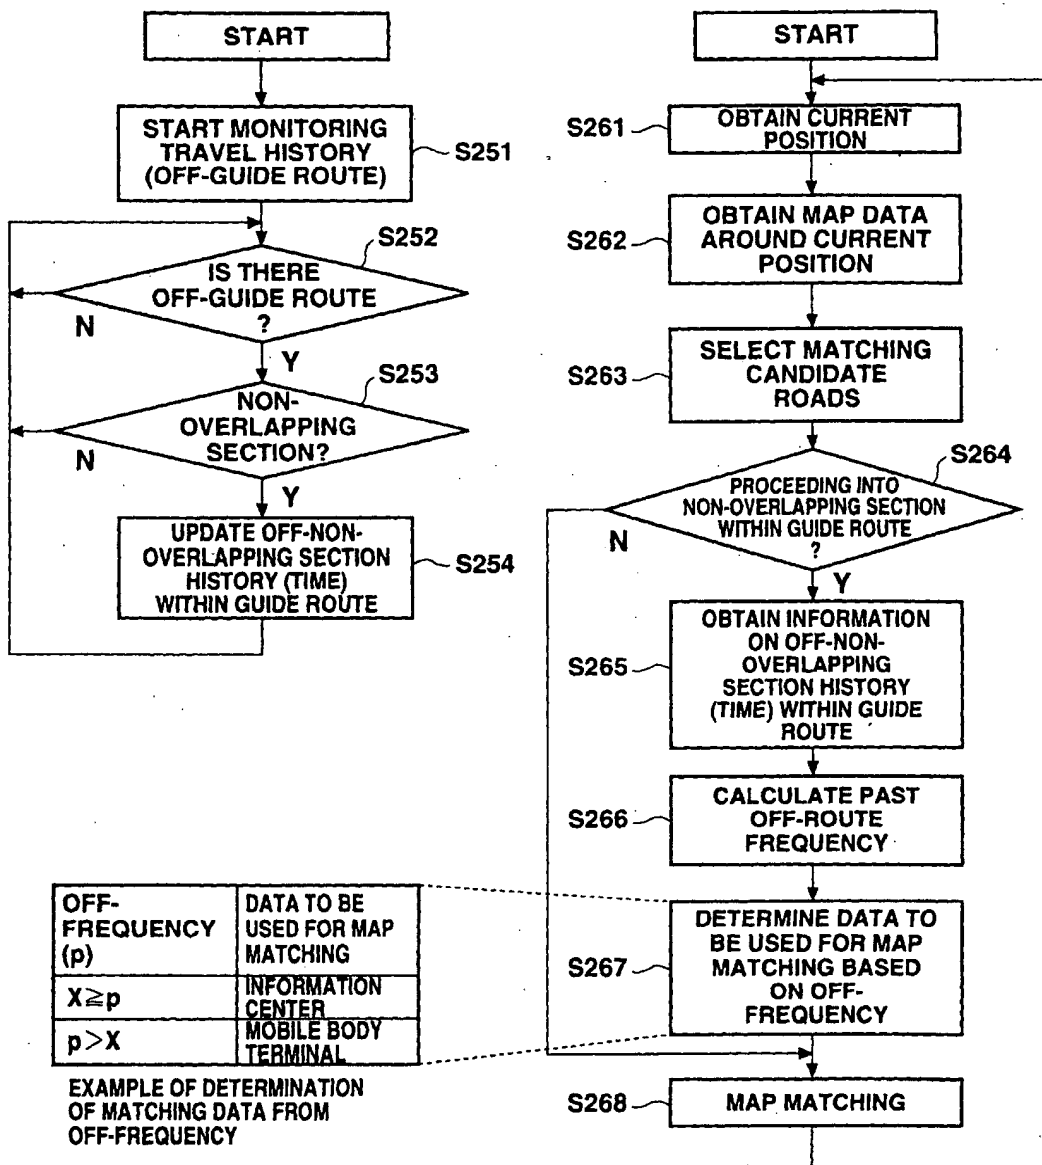 START
START MONITORING
TRAVEL HISTORY
(OFF-GUIDE ROUTE)
S251
S252
IS THERE
OFF-GUIDE ROUTE
?
N
Y
S253
NON-
OVERLAPPING
SECTION?
N
Y
UPDATE OFF-NON-
OVERLAPPING SECTION
HISTORY (TIME)
WITHIN GUIDE ROUTE
S254
START
S261
OBTAIN CURRENT
POSITION
S262
OBTAIN MAP DATA
AROUND CURRENT
POSITION
S263
SELECT MATCHING
CANDIDATE
ROADS
S264
PROCEEDING INTO
NON-OVERLAPPING SECTION
WITHIN GUIDE ROUTE
?
N
Y
S265
OBTAIN INFORMATION
ON OFF-NON-
OVERLAPPING
SECTION HISTORY
(TIME) WITHIN GUIDE
ROUTE
S266
CALCULATE PAST
OFF-ROUTE
FREQUENCY
S267
DETERMINE DATA TO
BE USED FOR MAP
MATCHING BASED
ON OFF-
FREQUENCY
S268
MAP MATCHING
OFF-
FREQUENCY
(p)
DATA TO BE
USED FOR MAP
MATCHING
X≧p
INFORMATION
CENTER
p>X
MOBILE BODY
TERMINAL
EXAMPLE OF DETERMINATION
OF MATCHING DATA FROM
OFF-FREQUENCY